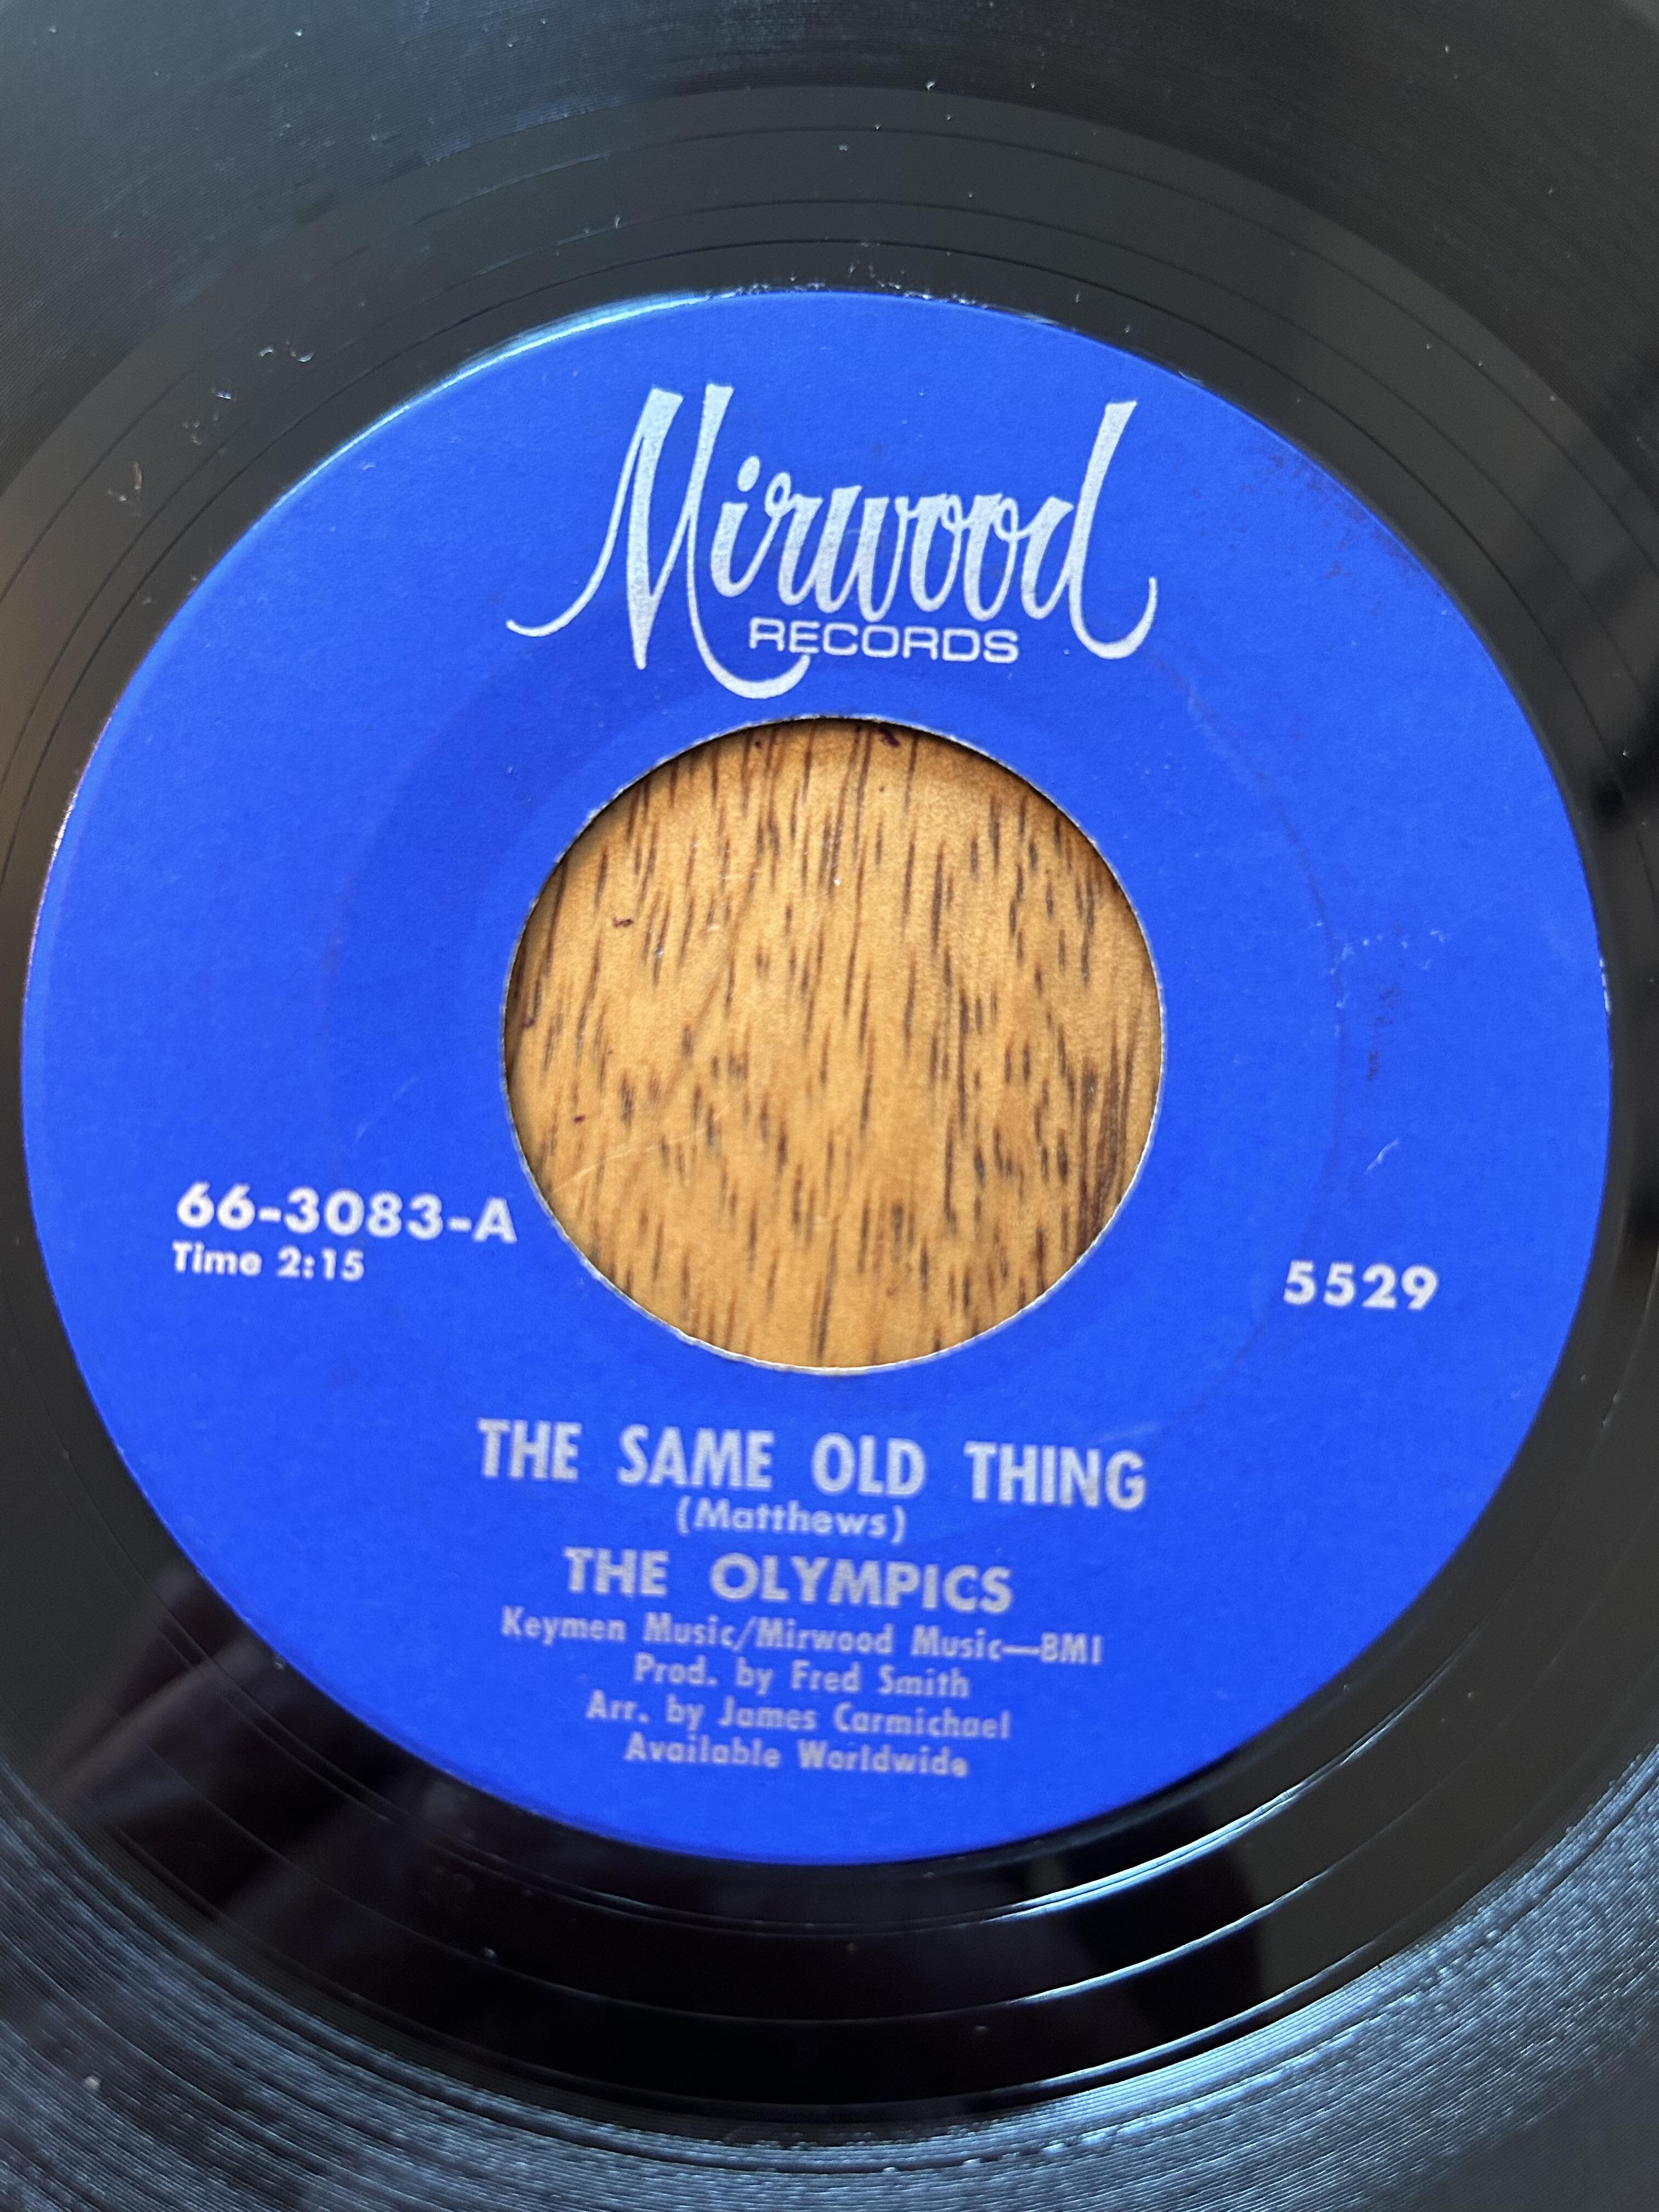 Mirwood
RECORDS
66-3083-A
Time 2:15
5529
THE SAME OLD THING
(Matthews)
THE OLYMPICS
Keymen Music/Mirwood Music—BMI
Prod. by Fred Smith
Arr. by James Carmichael
Available Worldwide